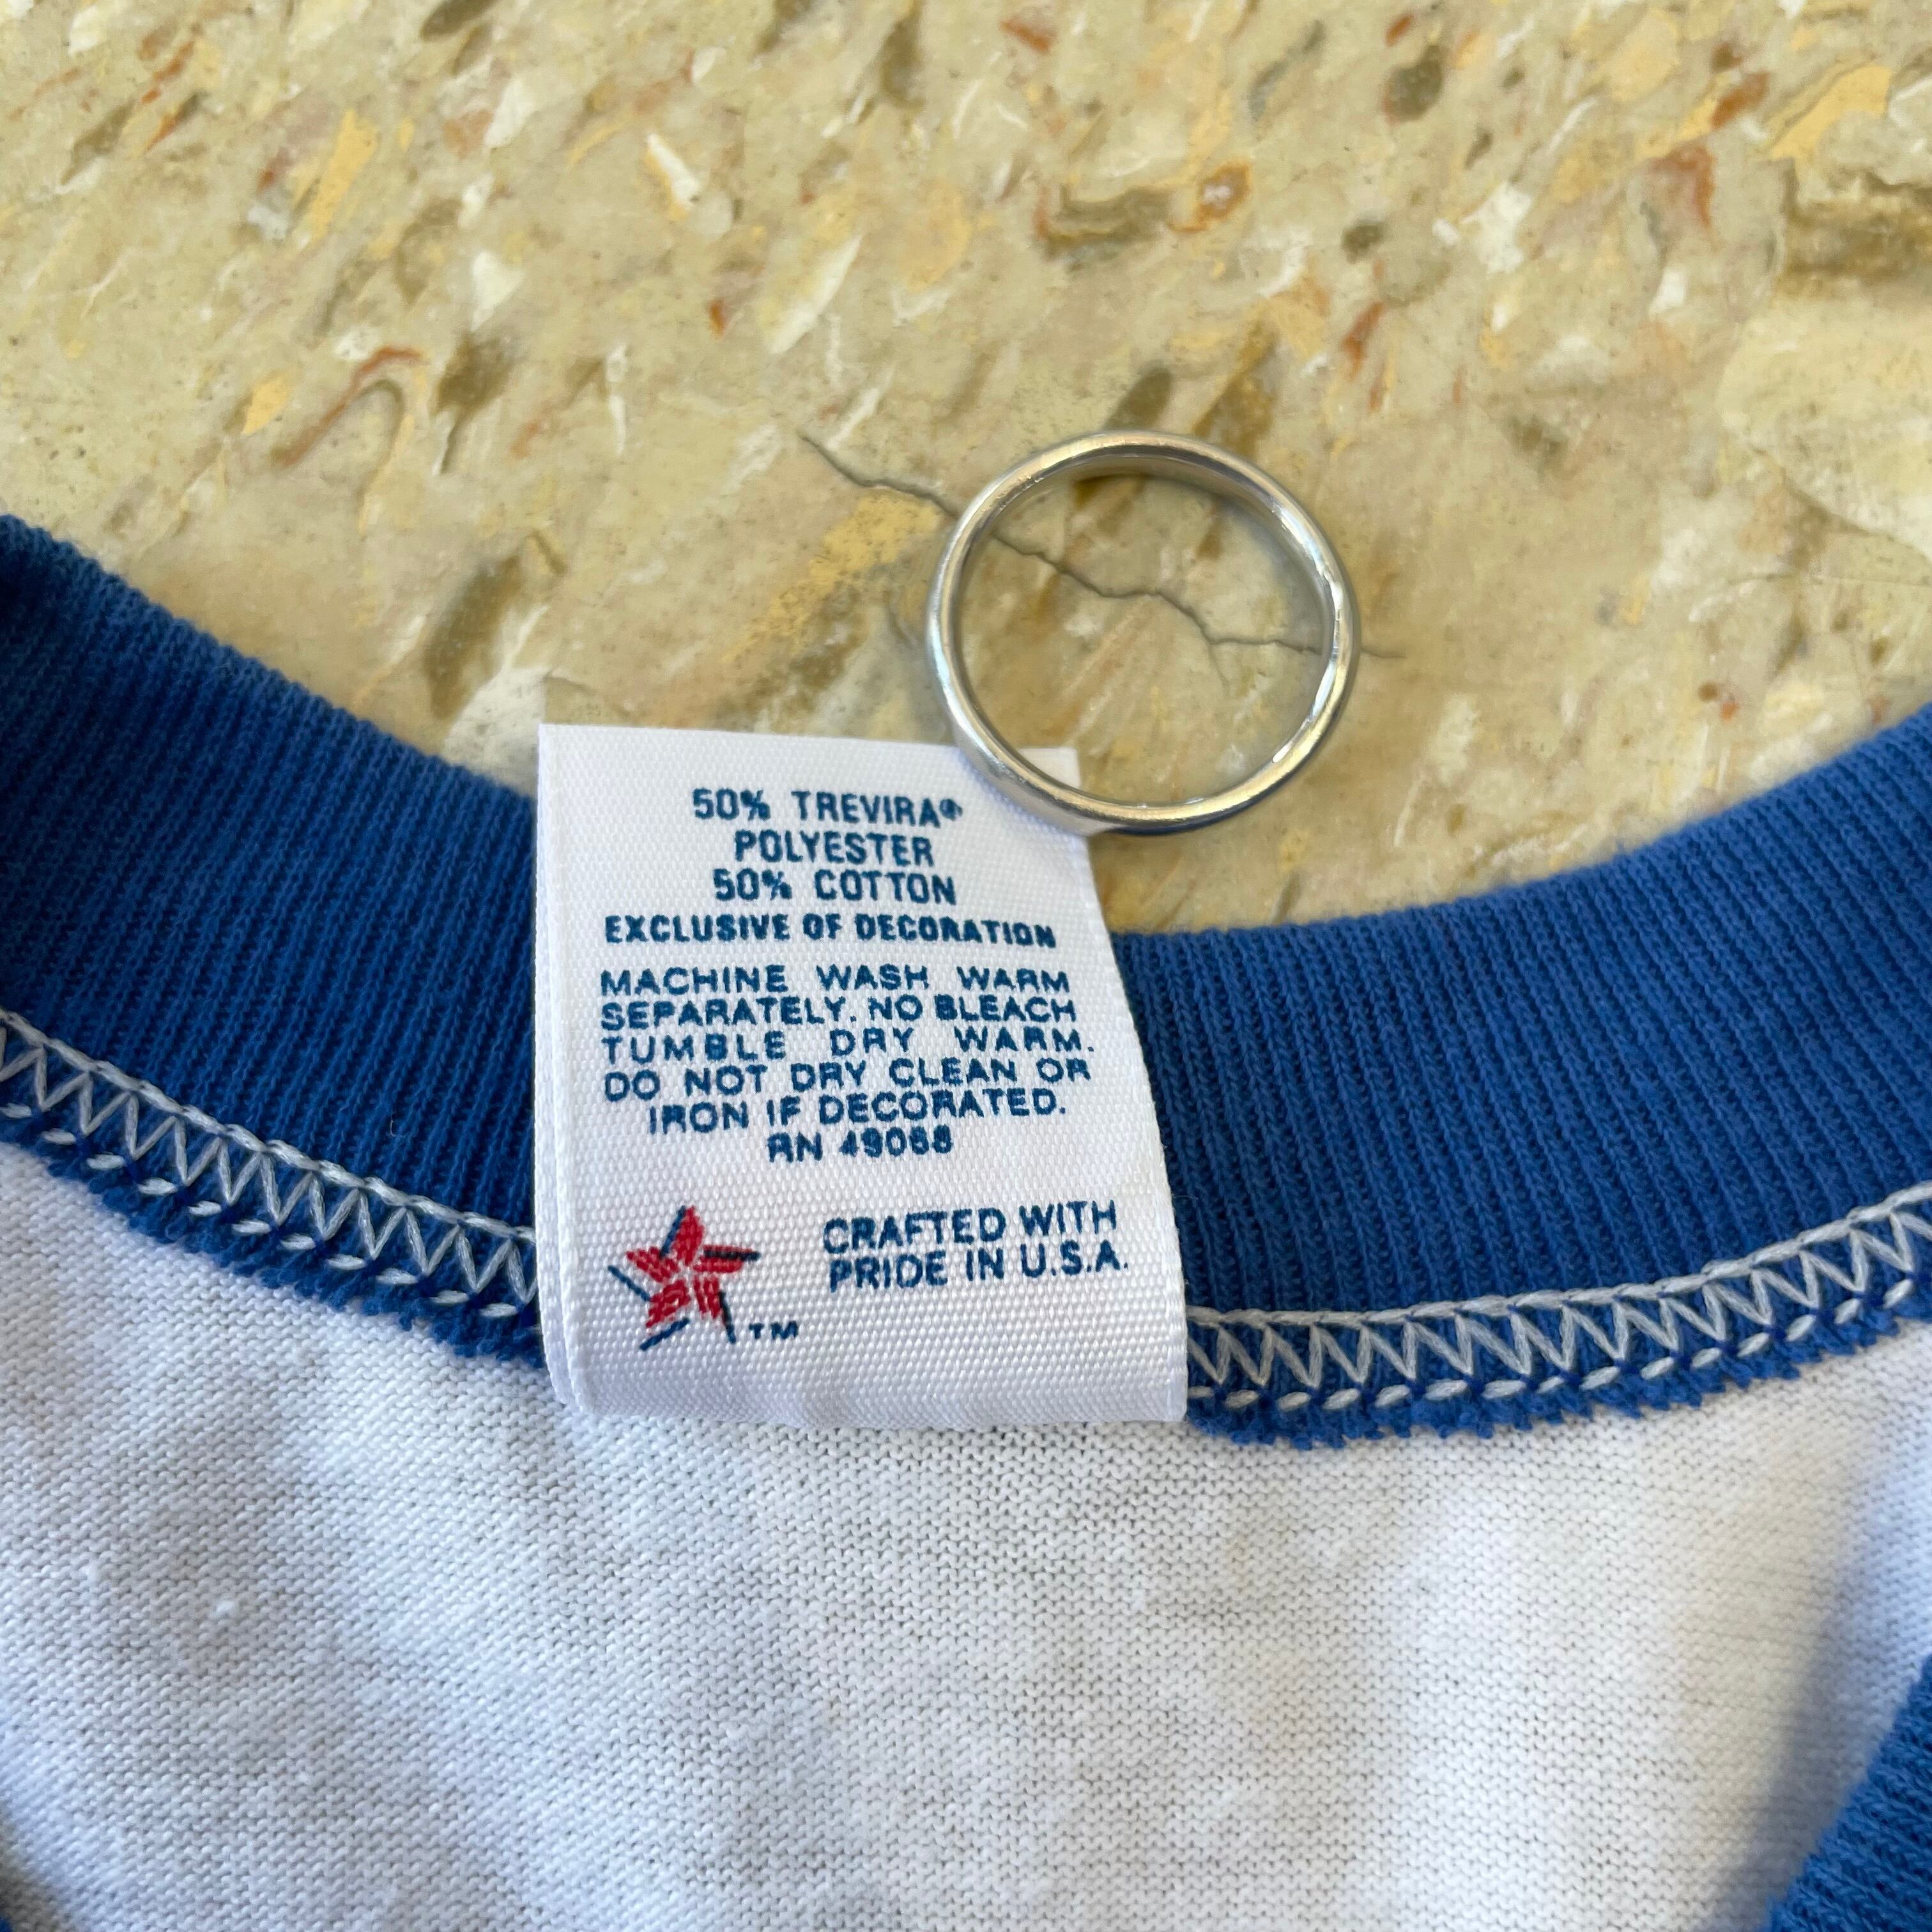 50% TREVIRA®
POLYESTER
50% COTTON
EXCLUSIVE OF DECORATION
MACHINE WASH WARM
SEPARATELY. NO BLEACH
TUMBLE DRY WARM.
DO NOT DRY CLEAN OR
IRON IF DECORATED.
RN 49088
CRAFTED WITH
PRIDE IN U.S.A.
TM